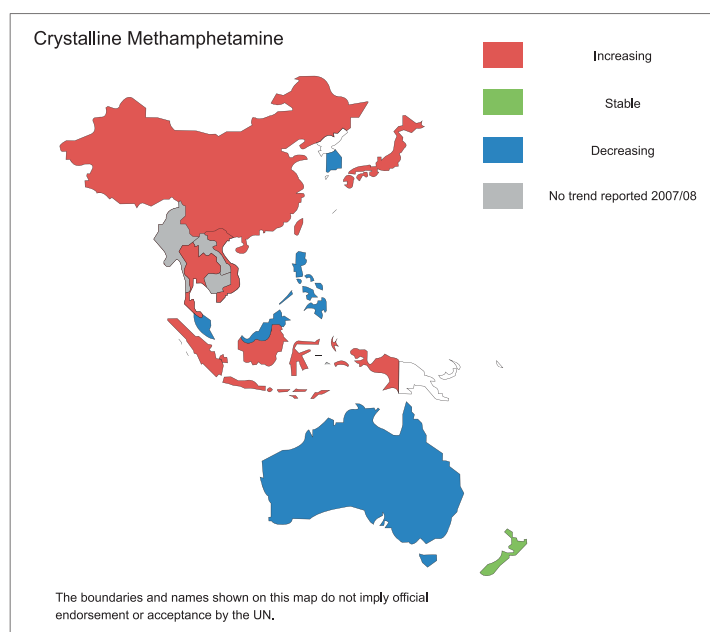 Crystalline Methamphetamine
Increasing
Stable
Decreasing
No trend reported 2007/08
The boundaries and names shown on this map do not imply official
endorsement or acceptance by the UN.